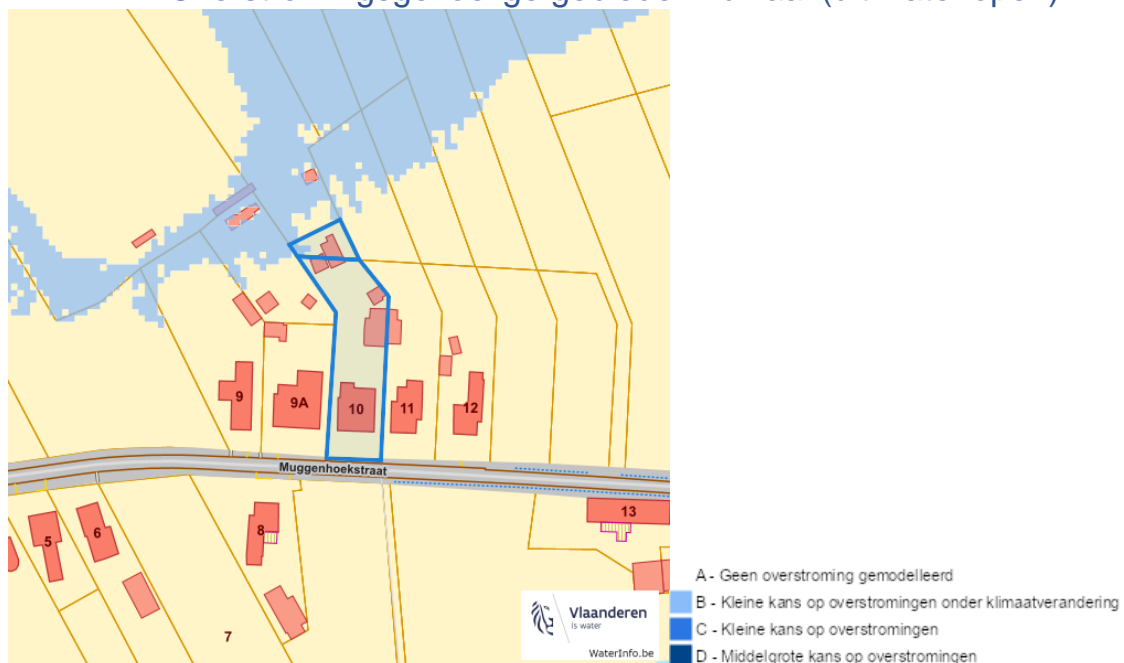 9
9A
10
11
12
Muggenhoekstraat
13
5
6
8
7
Vlaanderen
is water
WaterInfo.be
A - Geen overstroming gemodelleerd
B - Kleine kans op overstromingen onder klimaatverandering
C - Kleine kans op overstromingen
D - Middelgrote kans op overstromingen